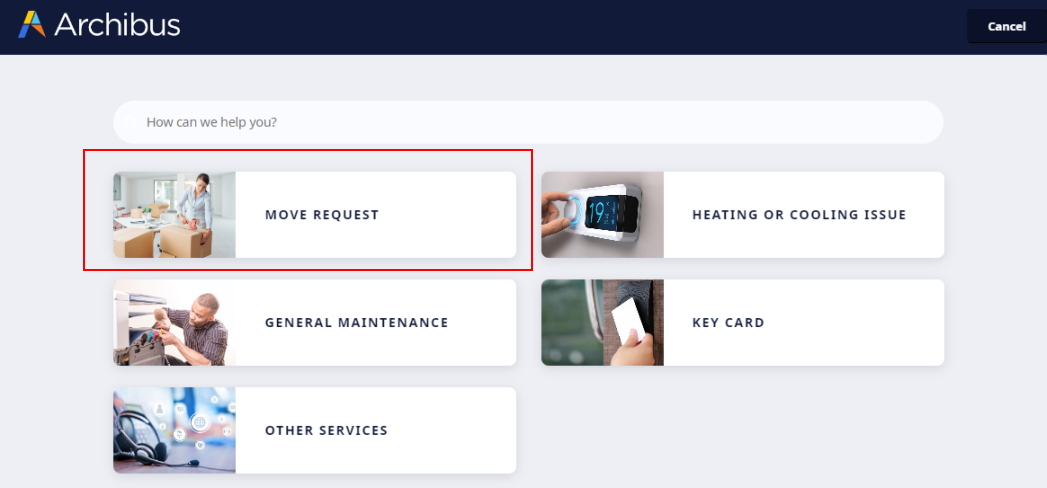 Archibus
Cancel
How can we help you?
MOVE REQUEST
HEATING OR COOLING ISSUE
19
GENERAL MAINTENANCE
KEY CARD
OTHER SERVICES